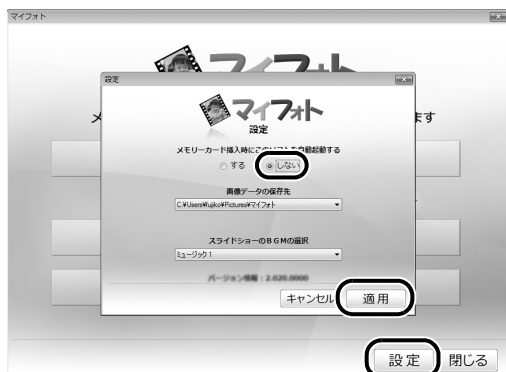 マイフォト
マイフォト
設定
マイフォト
設定
メ
ます
メモリーカード挿入時にこのソフトを自動起動する
する
しない
画像データの保存先
C:¥Users¥fujiko¥Pictures¥マイフォト
スライドショーのBGMの選択
ミュージック1
バージョン情報:2.020.0000
キャンセル
適用
設定
閉じる